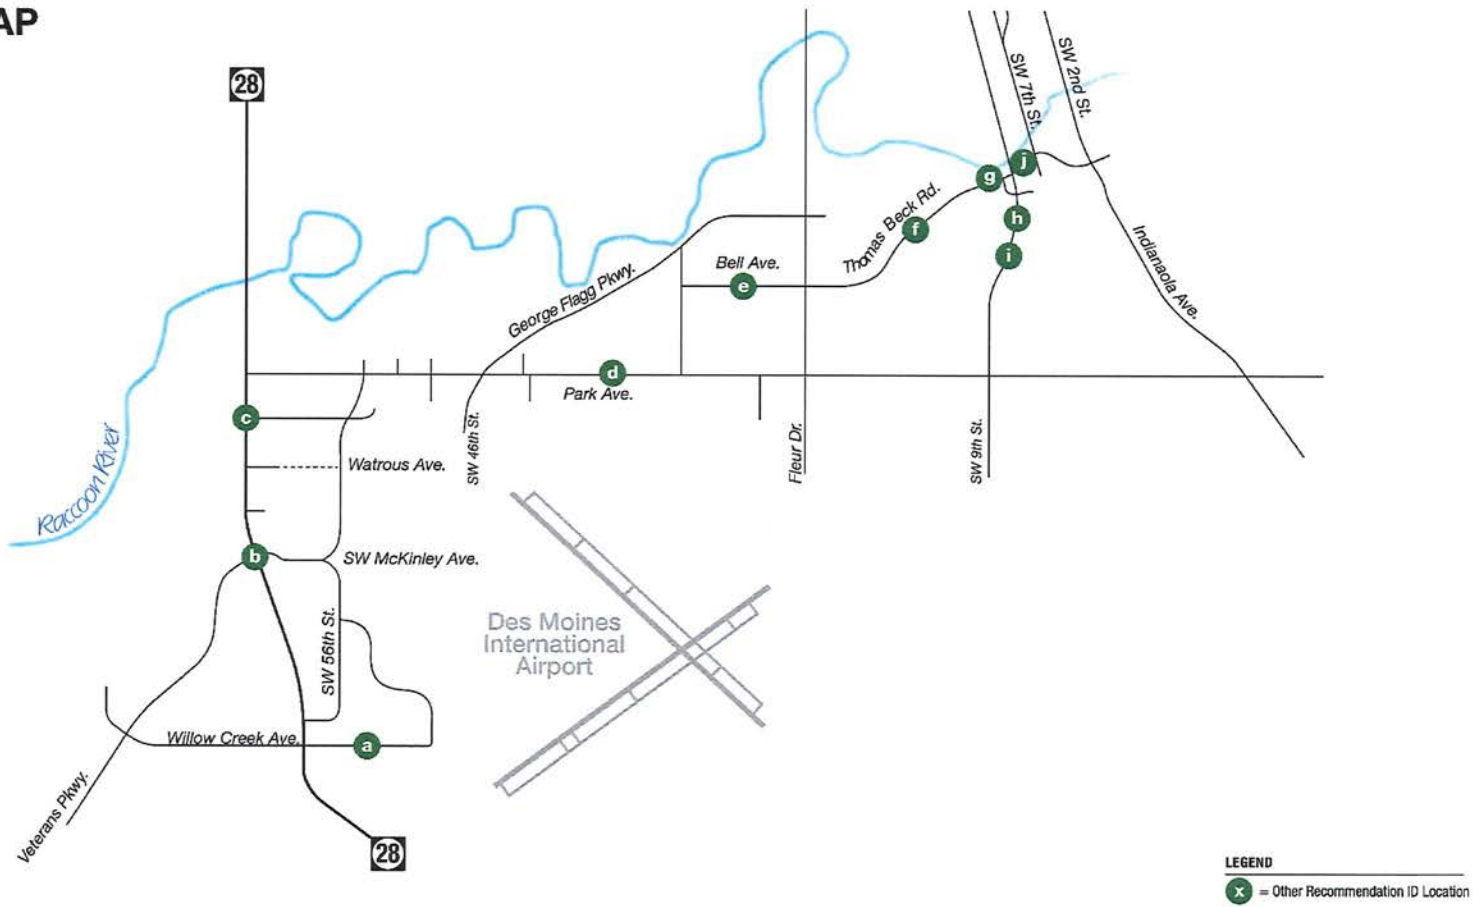 AP
28
SW 7th St.
SW 2nd St.
j
g
Thomas Beck Rd.
h
f
i
Indianaola Ave.
Bell Ave.
e
George Flagg Pkwy.
d
Park Ave.
c
SW 46th St.
Fleur Dr.
SW 9th St.
Watrous Ave.
Raccoon River
b
SW McKinley Ave.
Des Moines
International
Airport
SW 56th St.
Willow Creek Ave.
a
Veterans Pkwy.
28
LEGEND
x = Other Recommendation ID Location